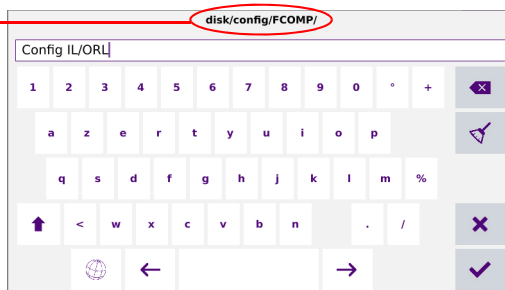 disk/config/FCOMP/
Config IL/ORL
1 2 3 4 5 6 7 8 9 0 ° +
a z e r t y u i o p
q s d f g h j k l m %
< w x c v b n . /